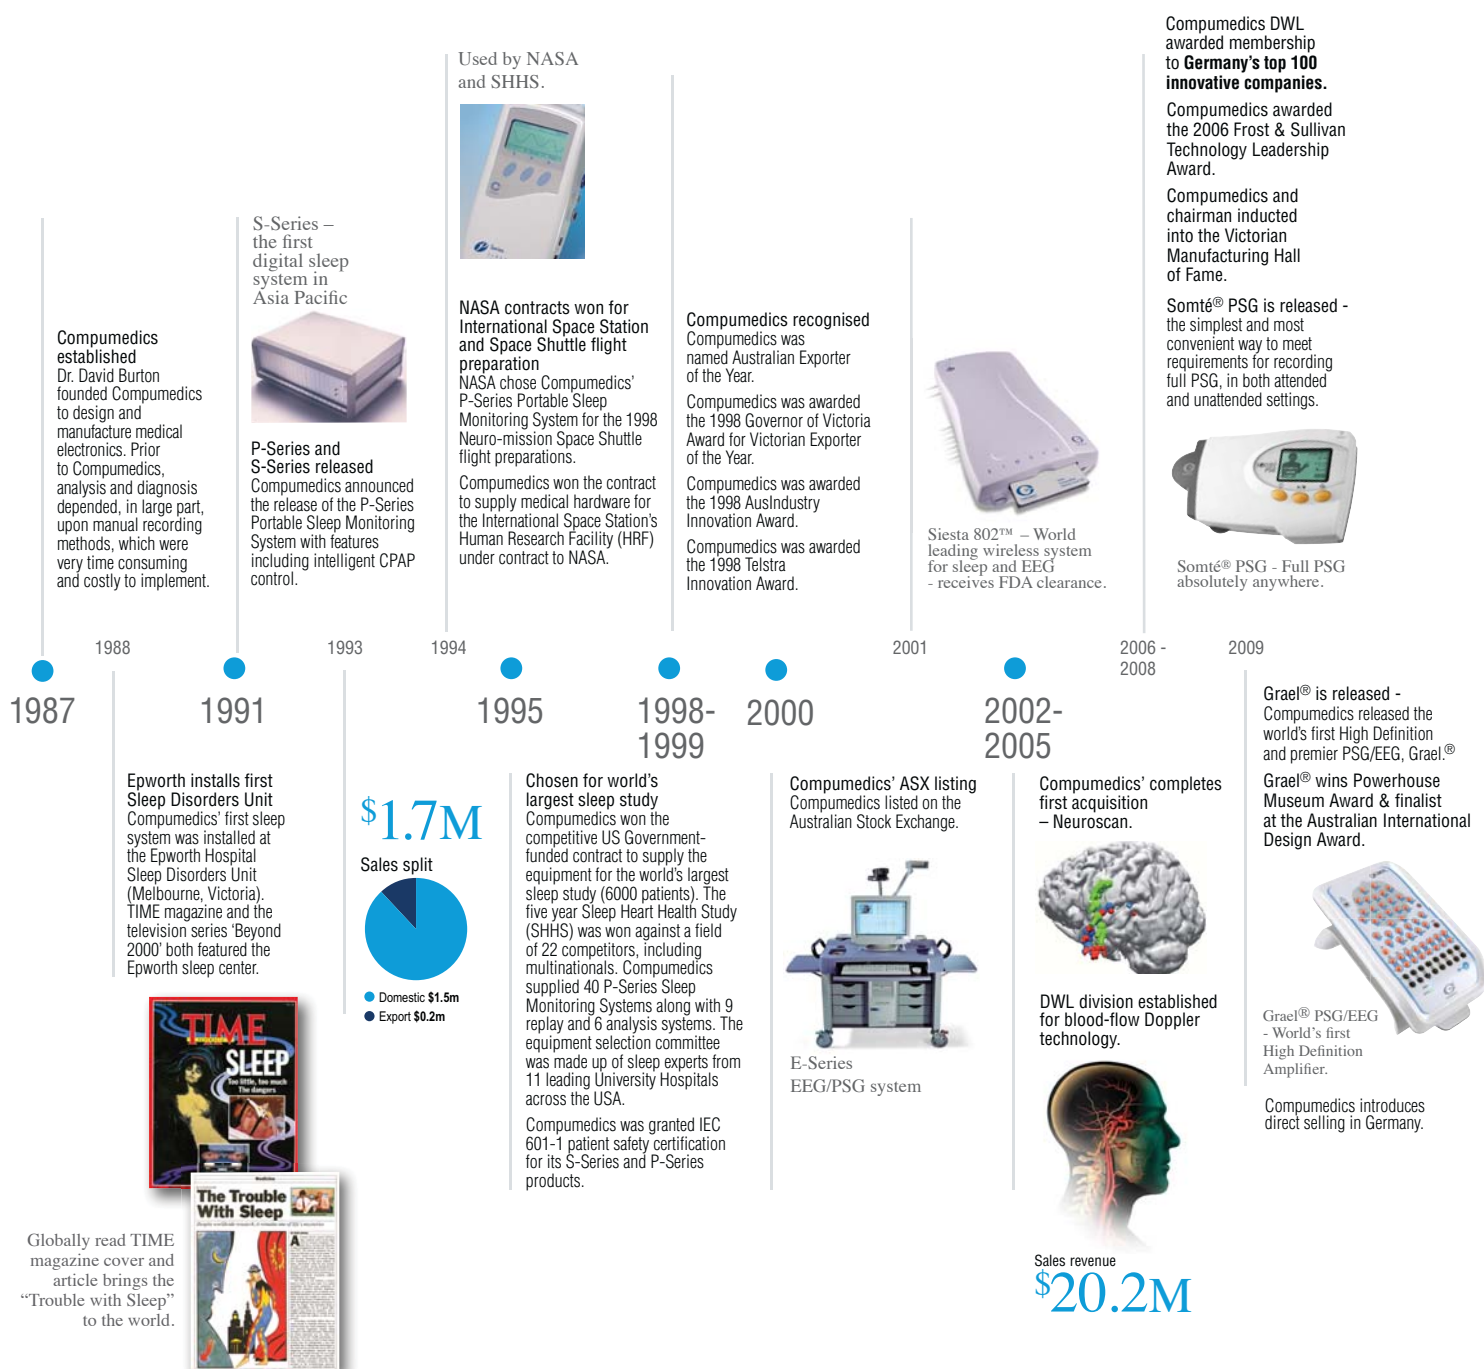 Compumedics
established
Dr. David Burton
founded Compumedics
to design and
manufacture medical
electronics. Prior
to Compumedics,
analysis and diagnosis
depended, in large part,
upon manual recording
methods, which were
very time consuming
and costly to implement.
1987
1988
Epworth installs first
Sleep Disorders Unit
Compumedics' first sleep
system was installed at
the Epworth Hospital
Sleep Disorders Unit
(Melbourne, Victoria).
TIME magazine and the
television series 'Beyond
2000' both featured the
Epworth sleep center.
TIME
SLEEP
Too little, too much
The dangers
The Trouble
With Sleep
Globally read TIME
magazine cover and
article brings the
“Trouble with Sleep”
to the world.
S-Series –
the first
digital sleep
system in
Asia Pacific
P-Series and
S-Series released
Compumedics announced
the release of the P-Series
Portable Sleep Monitoring
System with features
including intelligent CPAP
control.
1991
1993
$1.7M
Sales split
Domestic $1.5m
Export $0.2m
Used by NASA
and SHHS.
NASA contracts won for
International Space Station
and Space Shuttle flight
preparation
NASA chose Compumedics'
P-Series Portable Sleep
Monitoring System for the 1998
Neuro-mission Space Shuttle
flight preparations.
Compumedics won the contract
to supply medical hardware for
the International Space Station's
Human Research Facility (HRF)
under contract to NASA.
1994
1995
Chosen for world's
largest sleep study
Compumedics won the
competitive US Government-
funded contract to supply the
equipment for the world's largest
sleep study (6000 patients). The
five year Sleep Heart Health Study
(SHHS) was won against a field
of 22 competitors, including
multinationals. Compumedics
supplied 40 P-Series Sleep
Monitoring Systems along with 9
replay and 6 analysis systems. The
equipment selection committee
was made up of sleep experts from
11 leading University Hospitals
across the USA.
Compumedics was granted IEC
601-1 patient safety certification
for its S-Series and P-Series
products.
Compumedics recognised
Compumedics was
named Australian Exporter
of the Year.
Compumedics was awarded
the 1998 Governor of Victoria
Award for Victorian Exporter
of the Year.
Compumedics was awarded
the 1998 AusIndustry
Innovation Award.
Compumedics was awarded
the 1998 Telstra
Innovation Award.
1998-
1999
2000
Compumedics' ASX listing
Compumedics listed on the
Australian Stock Exchange.
E-Series
EEG/PSG system
Siesta 802™ – World
leading wireless system
for sleep and EEG
- receives FDA clearance.
2001
2002-
2005
Compumedics' completes
first acquisition
– Neuroscan.
DWL division established
for blood-flow Doppler
technology.
Sales revenue
$20.2M
Compumedics DWL
awarded membership
to Germany's top 100
innovative companies.
Compumedics awarded
the 2006 Frost & Sullivan
Technology Leadership
Award.
Compumedics and
chairman inducted
into the Victorian
Manufacturing Hall
of Fame.
Somté® PSG is released -
the simplest and most
convenient way to meet
requirements for recording
full PSG, in both attended
and unattended settings.
Somté® PSG - Full PSG
absolutely anywhere.
2006 -
2008
2009
Grael® is released -
Compumedics released the
world's first High Definition
and premier PSG/EEG, Grael.®
Grael® wins Powerhouse
Museum Award & finalist
at the Australian International
Design Award.
Grael® PSG/EEG
- World's first
High Definition
Amplifier.
Compumedics introduces
direct selling in Germany.